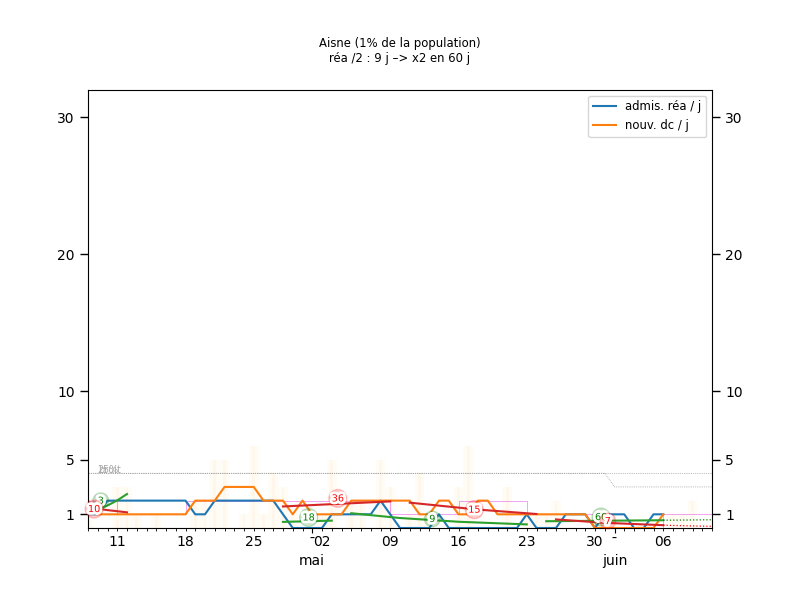 Aisne (1% de la population)
réa /2 : 9 j –> x2 en 60 j
admis. réa / j
nouv. dc / j
30 30
20 20
10 10
5 5
1 1
3
10
18
36
9
15
7
11 18 25 02 09 16 23 30 06
mai juin